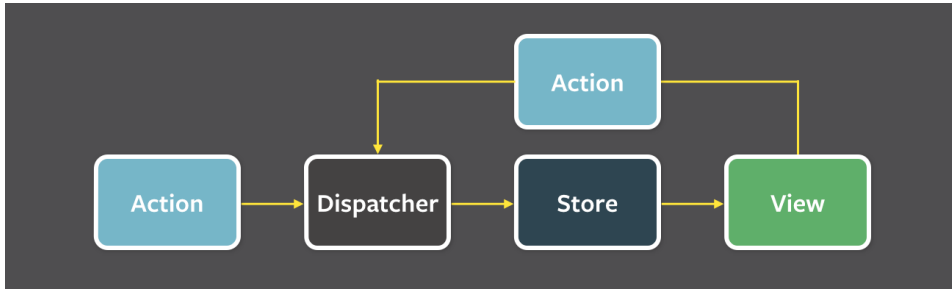 Action
Action
Dispatcher
Store
View